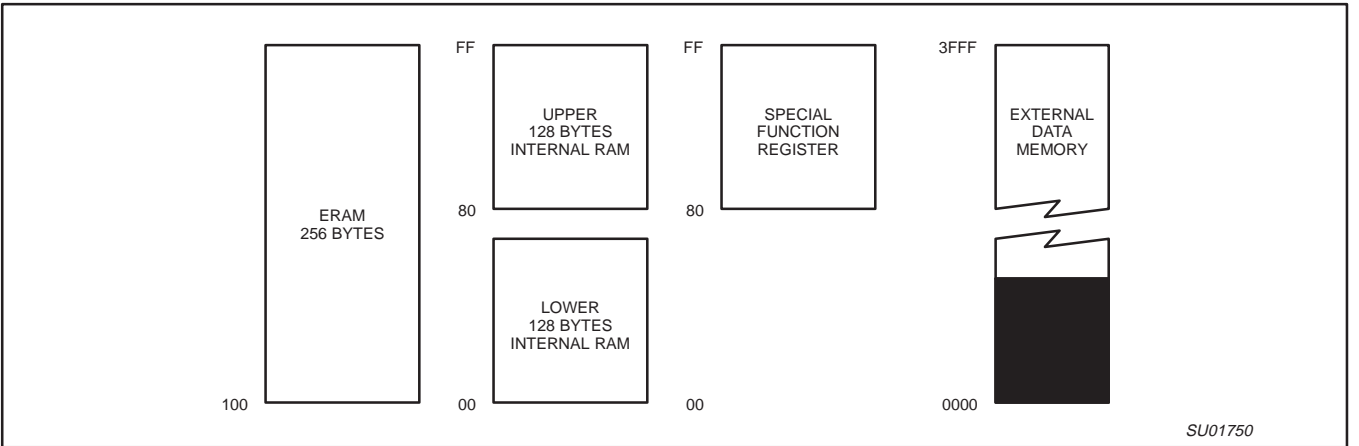 FF
FF
3FFF
UPPER
128 BYTES
INTERNAL RAM
SPECIAL
FUNCTION
REGISTER
EXTERNAL
DATA
MEMORY
ERAM
256 BYTES
80
80
LOWER
128 BYTES
INTERNAL RAM
100
00
00
0000
SU01750